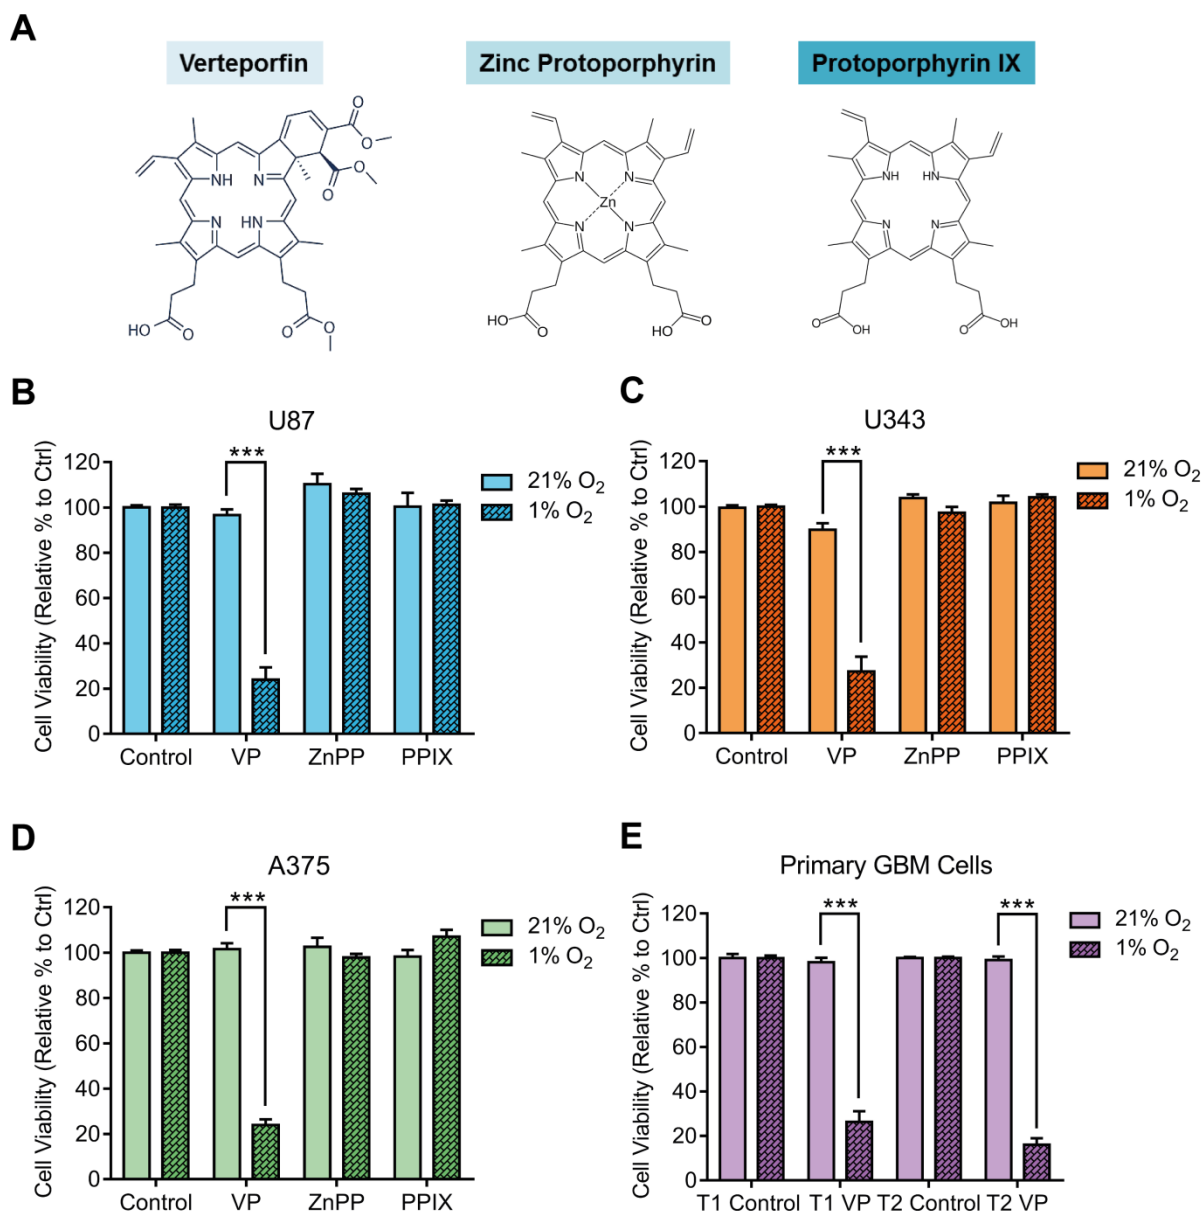 A
Verteporfin
Zinc Protoporphyrin
Protoporphyrin IX
O
O
O
O
NH
N
N
HN
HO
O
O
O
N
N
Zn
N
N
HO
O
HO
O
NH
HN
N
N
O
OH
O
OH
B
U87
Cell Viability (Relative % to Ctrl)
120
100
80
60
40
20
0
***
21% O₂
1% O₂
Control VP ZnPP PPIX
C
U343
Cell Viability (Relative % to Ctrl)
120
100
80
60
40
20
0
***
21% O₂
1% O₂
Control VP ZnPP PPIX
D
A375
Cell Viability (Relative % to Ctrl)
120
100
80
60
40
20
0
***
21% O₂
1% O₂
Control VP ZnPP PPIX
E
Primary GBM Cells
Cell Viability (Relative % to Ctrl)
120
100
80
60
40
20
0
***
***
21% O₂
1% O₂
T1 Control T1 VP T2 Control T2 VP